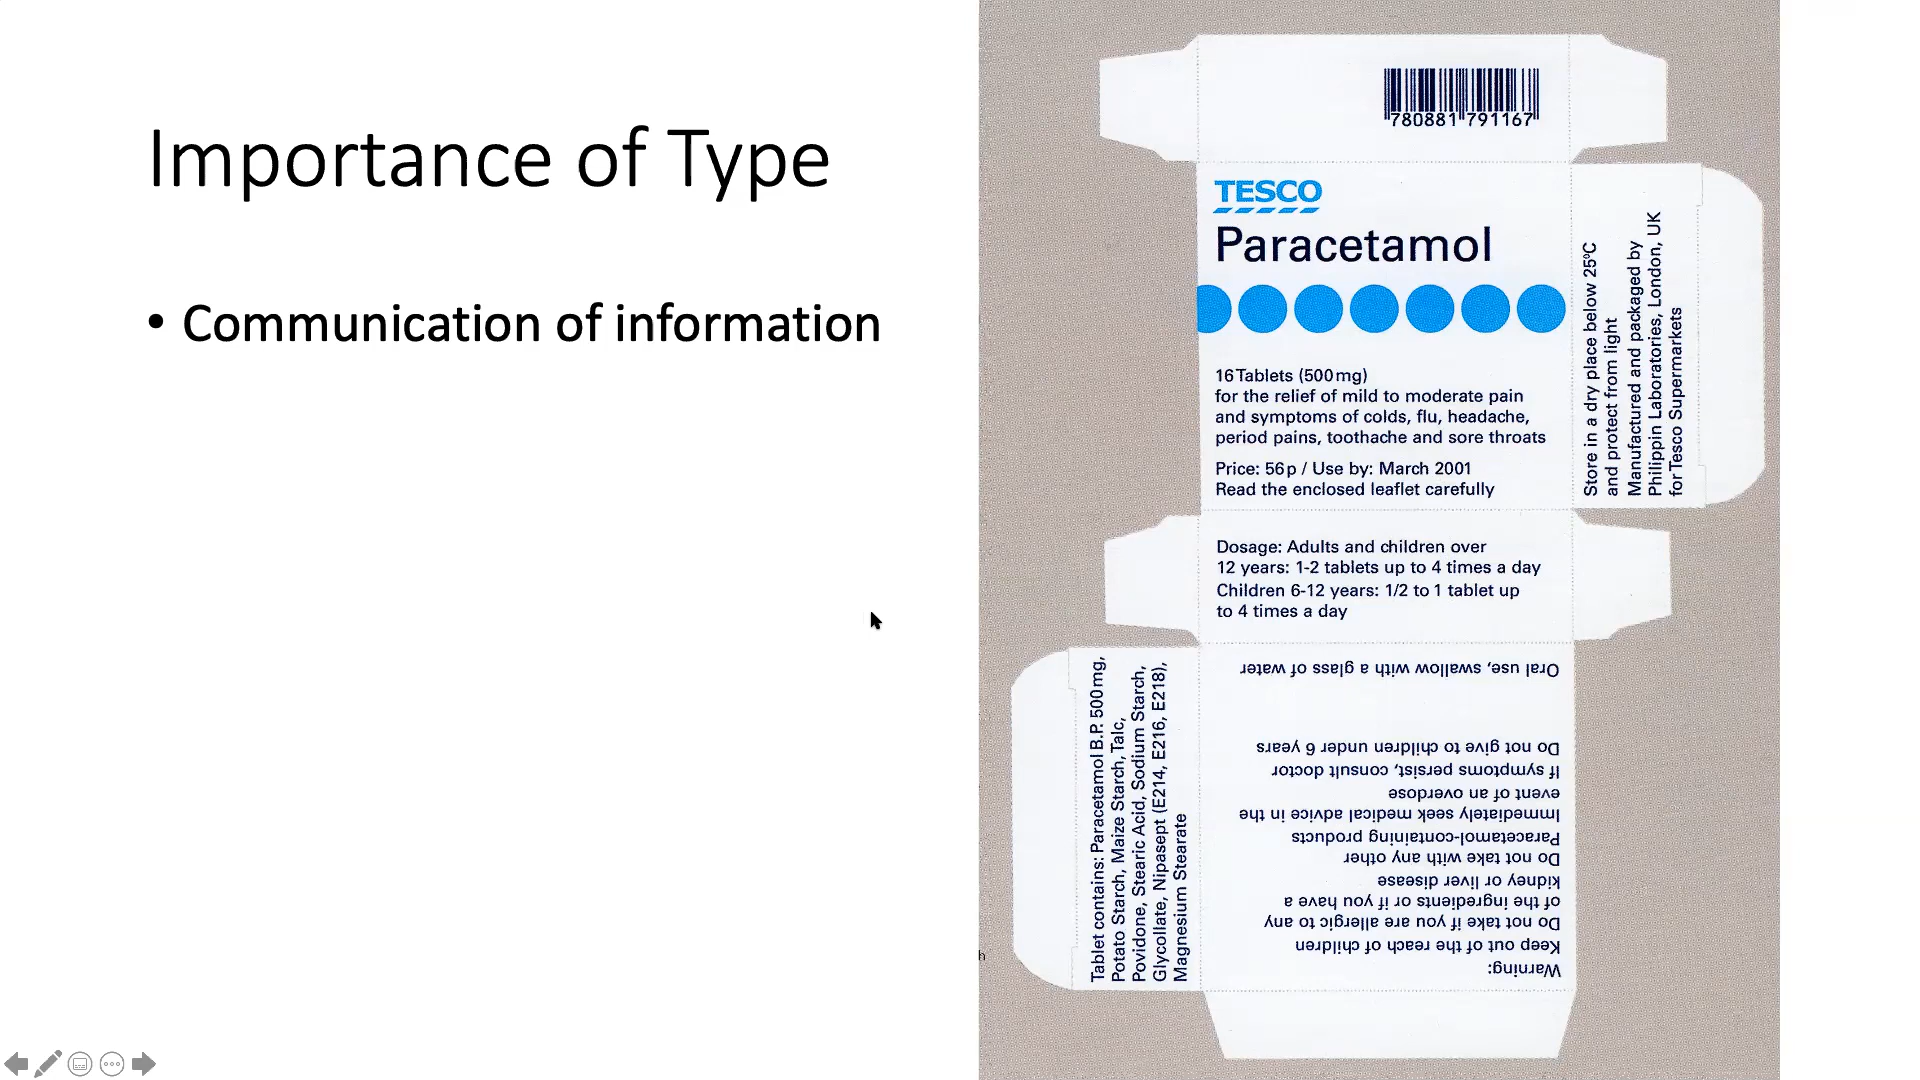 Importance of Type
• Communication of information
780881 791167
TESCO
Paracetamol
16 Tablets (500mg)
for the relief of mild to moderate pain
and symptoms of colds, flu, headache,
period pains, toothache and sore throats
Price: 56p / Use by: March 2001
Read the enclosed leaflet carefully
Store in a dry place below 25ºC
and protect from light
Manufactured and packaged by
Philippin Laboratories, London, UK
for Tesco Supermarkets
Dosage: Adults and children over
12 years: 1-2 tablets up to 4 times a day
Children 6-12 years: 1/2 to 1 tablet up
to 4 times a day
Tablet contains: Paracetamol B.P. 500mg,
Potato Starch, Maize Starch, Talc,
Povidone, Stearic Acid, Sodium Starch,
Glycollate, Nipasept (E214, E216, E218),
Magnesium Stearate
Warning:
Keep out of the reach of children
Do not take if you are allergic to any
of the ingredients or if you have a
kidney or liver disease
Do not take with any other
Paracetamol-containing products
Immediately seek medical advice in the
event of an overdose
If symptoms persist, consult doctor
Do not give to children under 6 years
Oral use, swallow with a glass of water
h